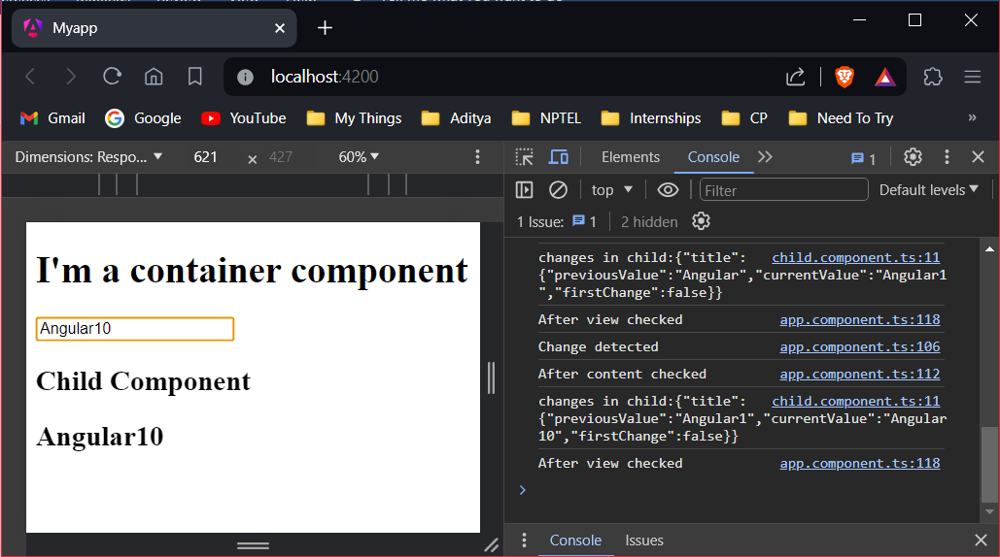 Myapp
localhost:4200
Gmail Google YouTube My Things Aditya NPTEL Internships CP Need To Try »
Dimensions: Respo... ▼ 621 × 427 60% ▼
Elements Console 1
top ▼ Filter Default levels ▼
1 Issue: 1 2 hidden
I'm a container component
Angular10
Child Component
Angular10
changes in child:{"title": child.component.ts:11
{"previousValue":"Angular","currentValue":"Angular1
","firstChange":false}}
After view checked app.component.ts:118
Change detected app.component.ts:106
After content checked app.component.ts:112
changes in child:{"title": child.component.ts:11
{"previousValue":"Angular1","currentValue":"Angular
10","firstChange":false}}
After view checked app.component.ts:118
Console Issues